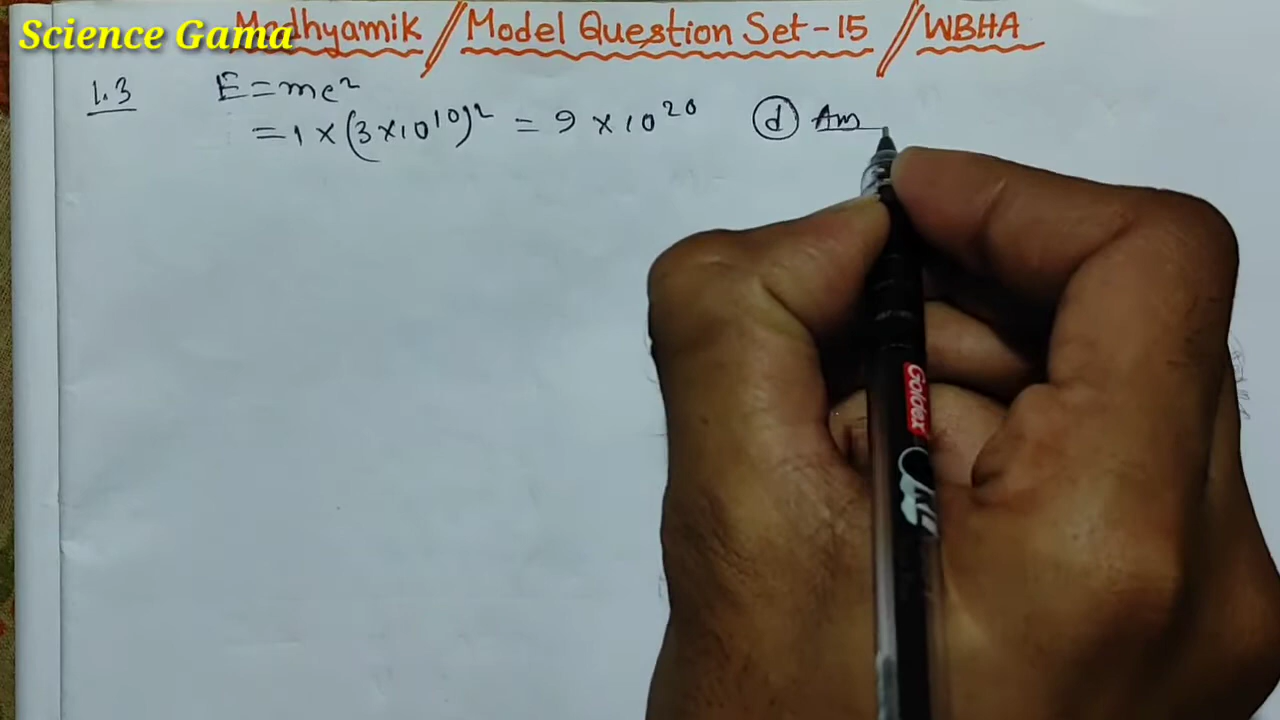 Science Gama
Madhyamik / Model Question Set - 15 / WBHA
1.3 E = mc²
= 1 × (3 × 10¹⁰)² = 9 × 10²⁰ (d) Ans
Goldex